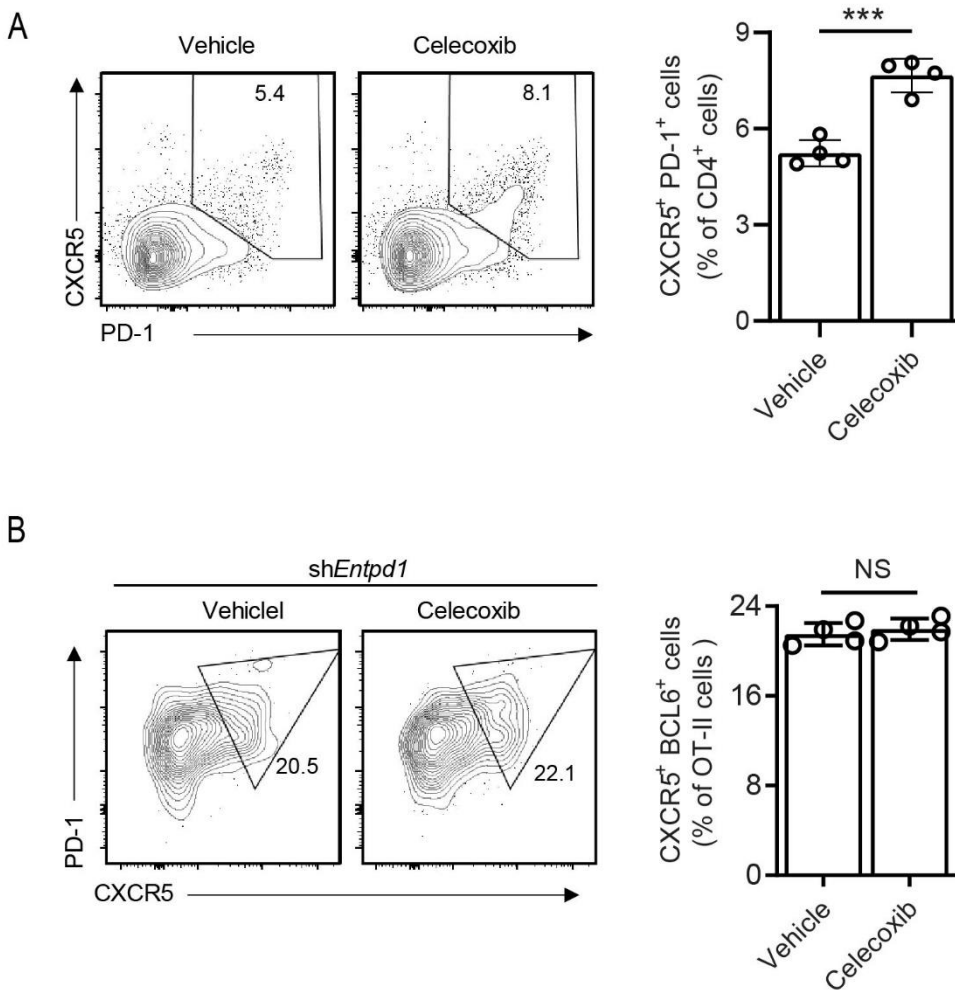 A
Vehicle
Celecoxib
5.4
8.1
CXCR5
PD-1
***
9
6
3
0
CXCR5+ PD-1+ cells
(% of CD4+ cells)
Vehicle
Celecoxib
B
shEntpd1
Vehiclel
Celecoxib
20.5
22.1
PD-1
CXCR5
NS
24
16
8
0
CXCR5+ BCL6+ cells
(% of OT-II cells )
Vehicle
Celecoxib